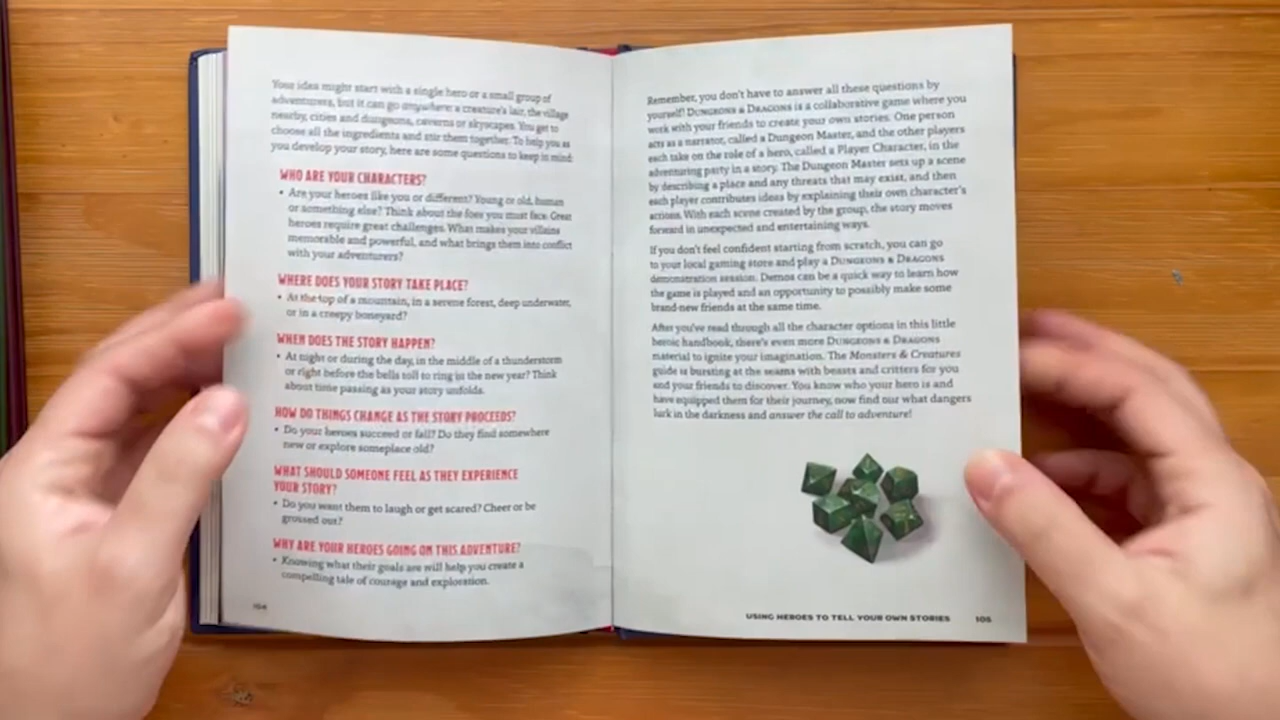 Your idea might start with a single hero or a small group of
adventurers, but it can go anywhere: a creature's lair, the village
nearby, cities and dungeons, caverns or skyscapes. You get to
choose all the ingredients and stir them together. To help you as
you develop your story, here are some questions to keep in mind:
WHO ARE YOUR CHARACTERS?
• Are your heroes like you or different? Young or old, human
or something else? Think about the foes you must face. Great
heroes require great challenges. What makes your villains
memorable and powerful, and what brings them into conflict
with your adventurers?
WHERE DOES YOUR STORY TAKE PLACE?
• At the top of a mountain, in a serene forest, deep underwater,
or in a creepy boneyard?
WHEN DOES THE STORY HAPPEN?
• At night or during the day, in the middle of a thunderstorm
or right before the bells toll to ring in the new year? Think
about time passing as your story unfolds.
HOW DO THINGS CHANGE AS THE STORY PROCEEDS?
• Do your heroes succeed or fail? Do they find somewhere
new or explore someplace old?
WHAT SHOULD SOMEONE FEEL AS THEY EXPERIENCE
YOUR STORY?
• Do you want them to laugh or get scared? Cheer or be
grossed out?
WHY ARE YOUR HEROES GOING ON THIS ADVENTURE?
• Knowing what their goals are will help you create a
compelling tale of courage and exploration.
104
Remember, you don't have to answer all these questions by
yourself! DUNGEONS & DRAGONS is a collaborative game where you
work with your friends to create your own stories. One person
acts as a narrator, called a Dungeon Master, and the other players
each take on the role of a hero, called a Player Character, in the
adventuring party in a story. The Dungeon Master sets up a scene
by describing a place and any threats that may exist, and then
each player contributes ideas by explaining their own character's
actions. With each scene created by the group, the story moves
forward in unexpected and entertaining ways.
If you don't feel confident starting from scratch, you can go
to your local gaming store and play a DUNGEONS & DRAGONS
demonstration session. Demos can be a quick way to learn how
the game is played and an opportunity to possibly make some
brand-new friends at the same time.
After you've read through all the character options in this little
heroic handbook, there's even more DUNGEONS & DRAGONS
material to ignite your imagination. The Monsters & Creatures
guide is bursting at the seams with beasts and critters for you
and your friends to discover. You know who your hero is and
have equipped them for their journey, now find out what dangers
lurk in the darkness and answer the call to adventure!
USING HEROES TO TELL YOUR OWN STORIES 105